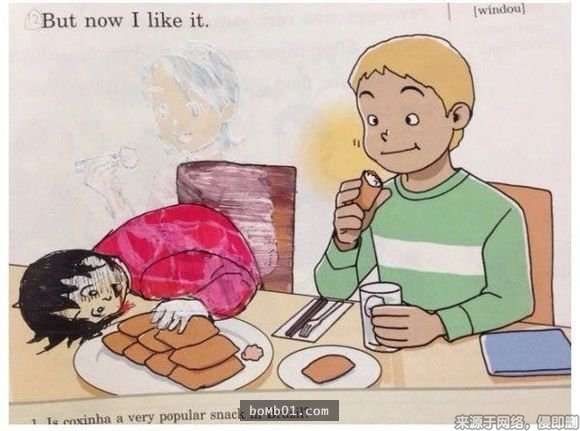 12 But now I like it.
[windou]
1 Is coxinha a very popular snack
bomb01.com
来源于网络，侵即删